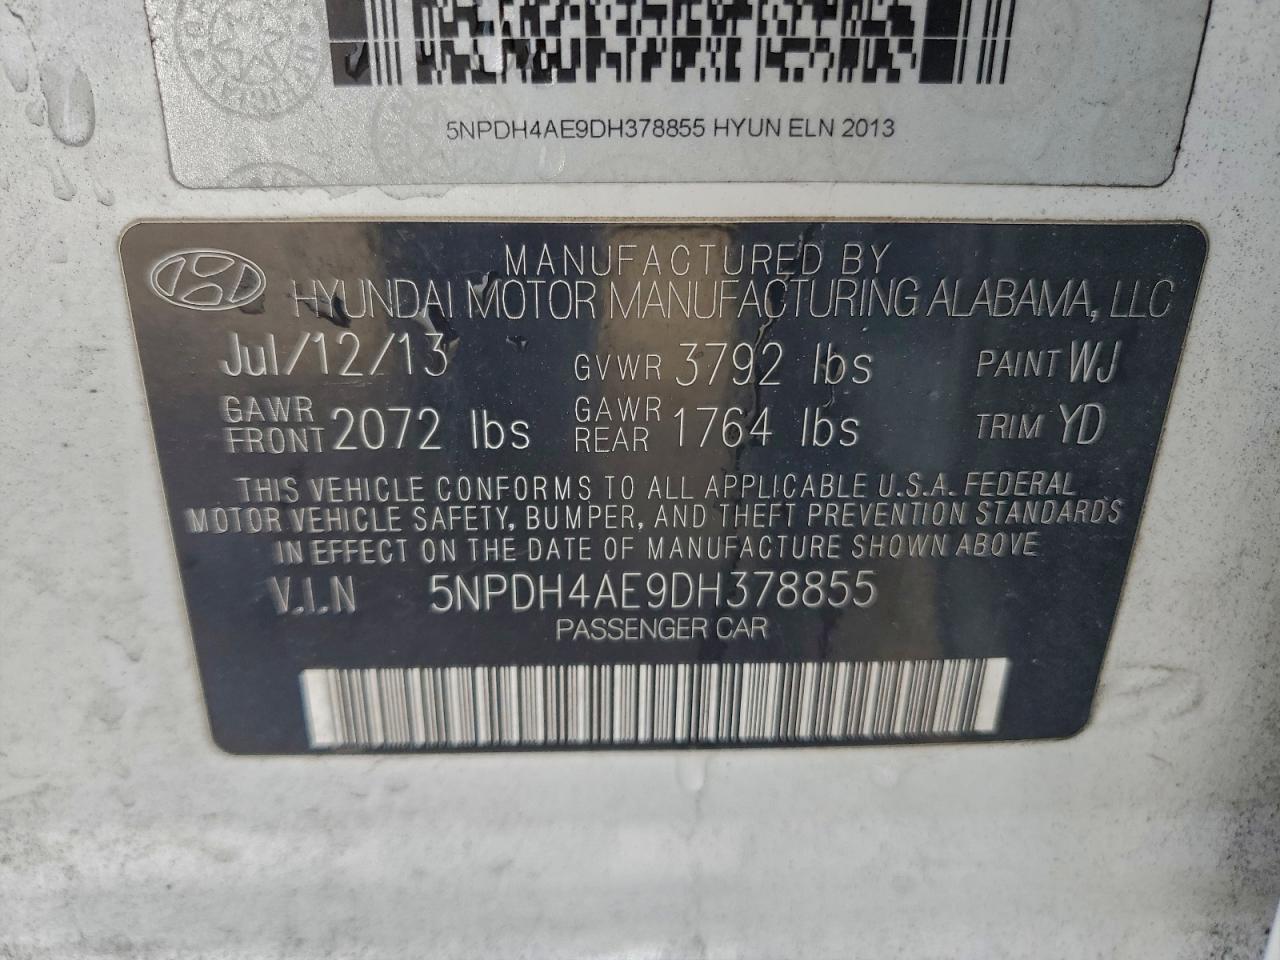 5NPDH4AE9DH378855 HYUN ELN 2013
MANUFACTURED BY
HYUNDAI MOTOR MANUFACTURING ALABAMA, LLC
Jul/12/13 GVWR 3792 lbs PAINT WJ
GAWR FRONT 2072 lbs GAWR REAR 1764 lbs TRIM YD
THIS VEHICLE CONFORMS TO ALL APPLICABLE U.S.A. FEDERAL
MOTOR VEHICLE SAFETY, BUMPER, AND THEFT PREVENTION STANDARDS
IN EFFECT ON THE DATE OF MANUFACTURE SHOWN ABOVE
V.I.N 5NPDH4AE9DH378855
PASSENGER CAR